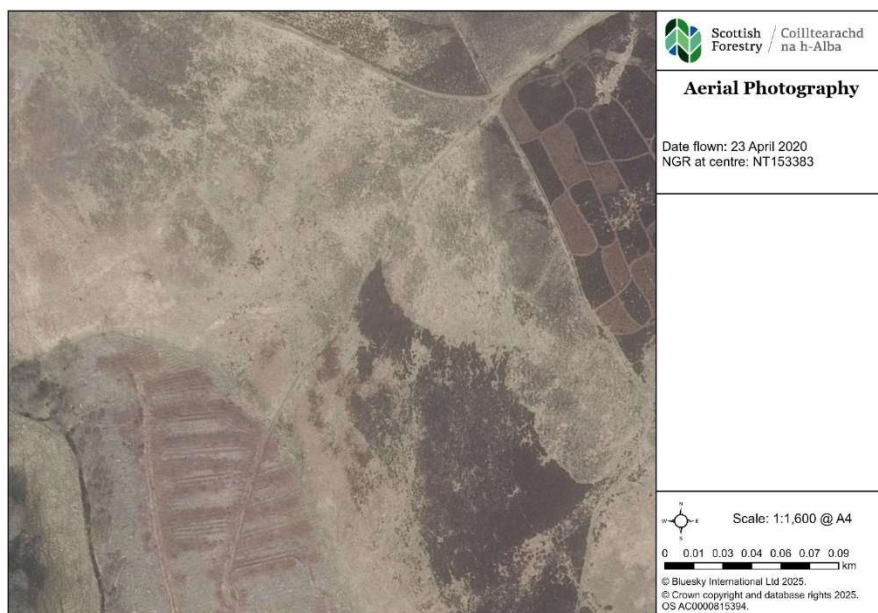 Scottish Forestry / Coilltearachd na h-Alba
Aerial Photography
Date flown: 23 April 2020
NGR at centre: NT153383
N
W E
S
Scale: 1:1,600 @ A4
0 0.01 0.03 0.04 0.06 0.07 0.09
km
© Bluesky International Ltd 2025.
© Crown copyright and database rights 2025.
OS AC0000815394.